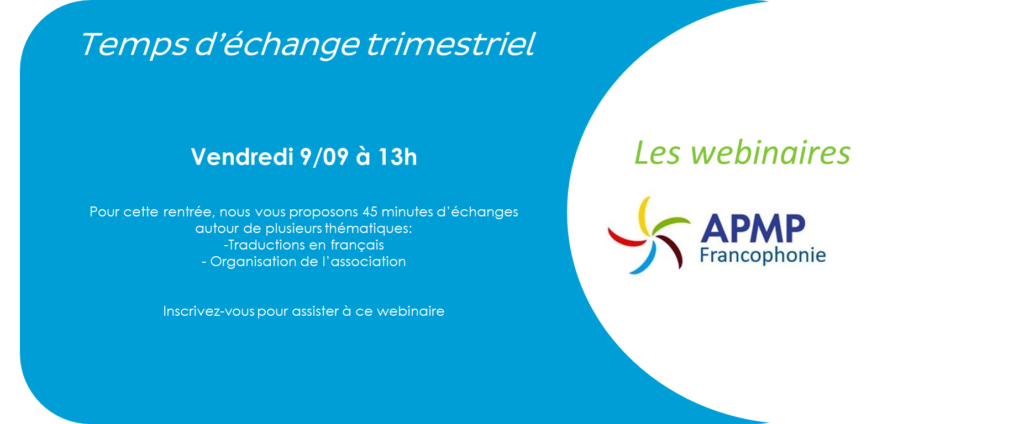 Temps d'échange trimestriel
Vendredi 9/09 à 13h
Pour cette rentrée, nous vous proposons 45 minutes d'échanges
autour de plusieurs thématiques:
-Traductions en français
- Organisation de l'association
Inscrivez-vous pour assister à ce webinaire
Les webinaires
APMP
Francophonie